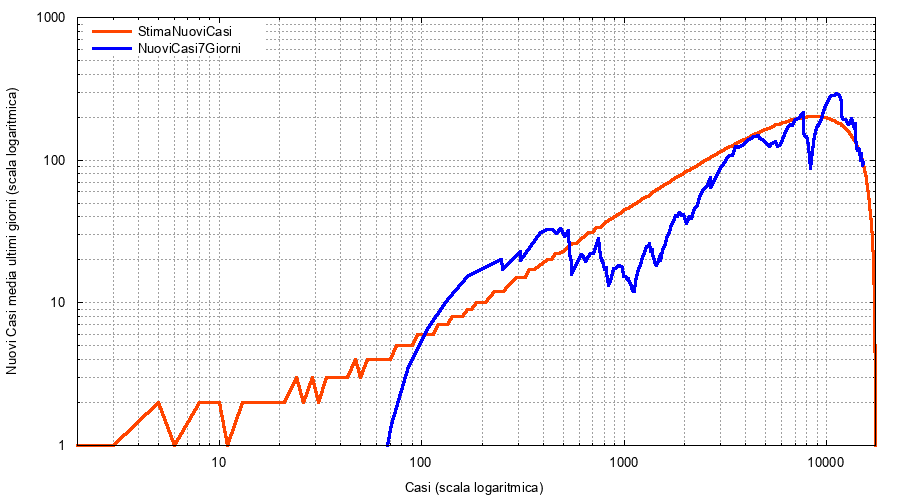 1000
StimaNuoviCasi
NuoviCasi7Giorni
100
10
1
Nuovi Casi media ultimi giorni (scala logaritmica)
10
100
1000
10000
Casi (scala logaritmica)